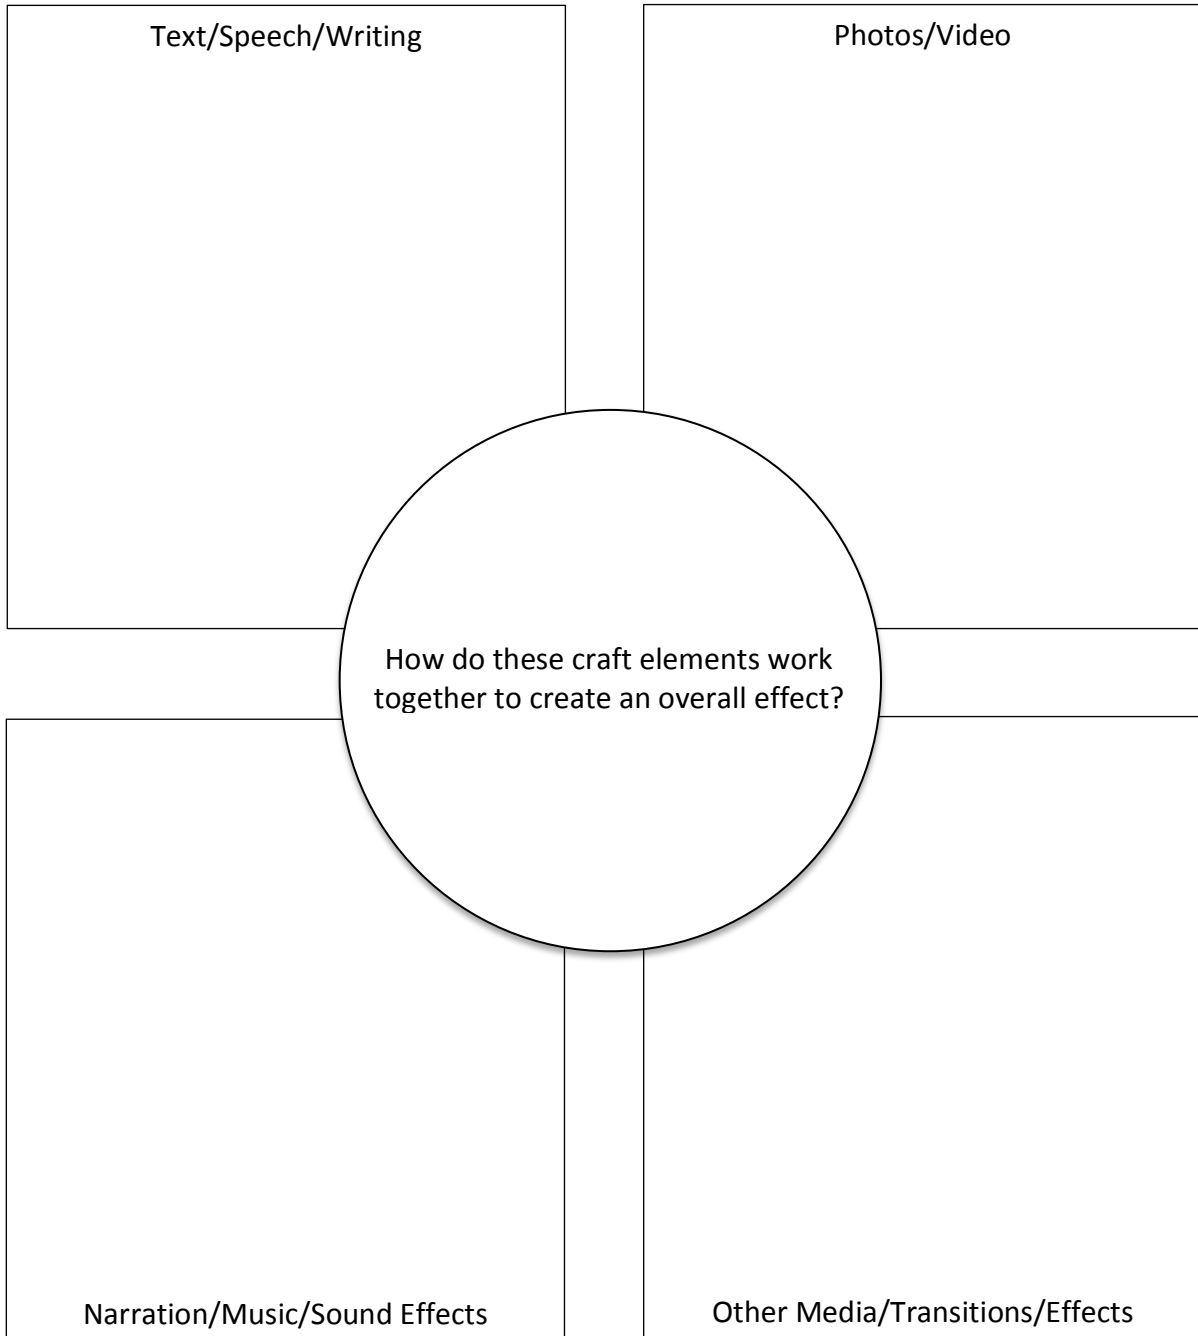 Text/Speech/Writing
Photos/Video
How do these craft elements work
together to create an overall effect?
Narration/Music/Sound Effects
Other Media/Transitions/Effects